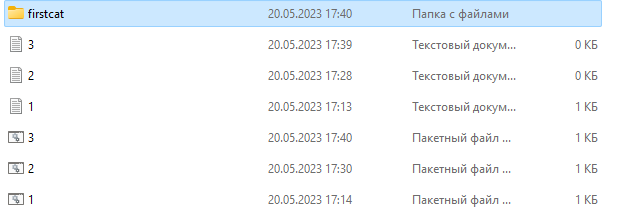 firstcat 20.05.2023 17:40 Папка с файлами
3 20.05.2023 17:39 Текстовый докум... 0 КБ
2 20.05.2023 17:28 Текстовый докум... 0 КБ
1 20.05.2023 17:13 Текстовый докум... 1 КБ
3 20.05.2023 17:40 Пакетный файл ... 1 КБ
2 20.05.2023 17:30 Пакетный файл ... 1 КБ
1 20.05.2023 17:14 Пакетный файл ... 1 КБ